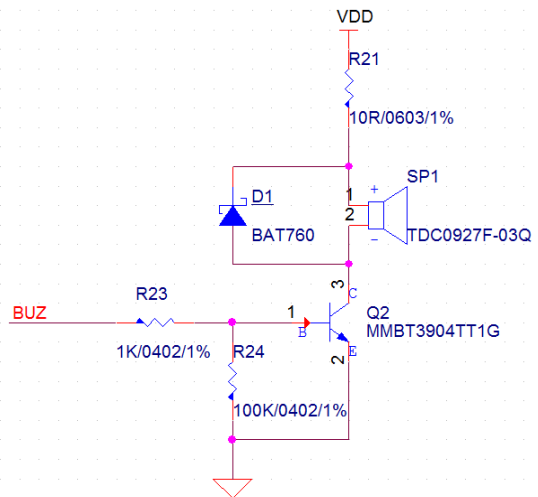 VDD
R21
10R/0603/1%
SP1
D1
1
+
2
BAT760
−
TDC0927F-03Q
3
C
R23
BUZ
1
B
Q2
MMBT3904TT1G
1K/0402/1%
R24
2
E
100K/0402/1%